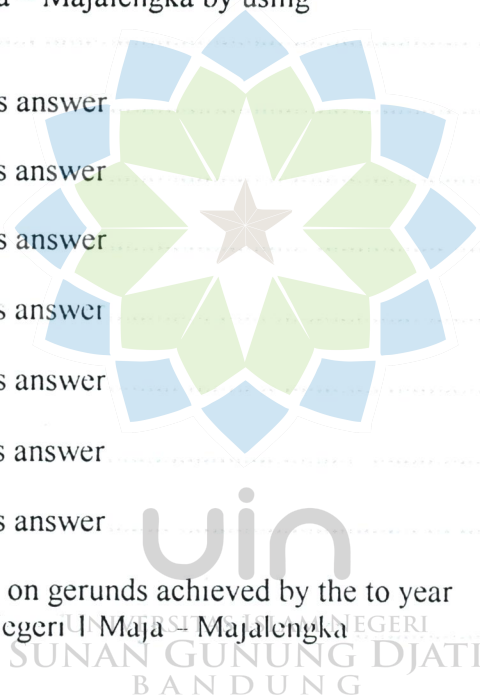 – Majalengka by using
s answer
s answer
s answer
s answer
s answer
s answer
s answer
uin
on gerunds achieved by the to year
egeri 1 Maja – Majalengka
UNIVERSITAS ISLAM NEGERI
SUNAN GUNUNG DJATI
BANDUNG